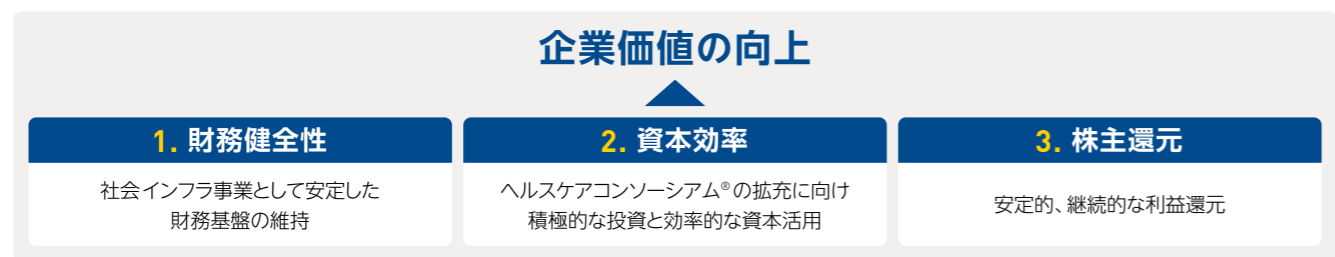 企業価値の向上
1. 財務健全性
社会インフラ事業として安定した
財務基盤の維持
2. 資本効率
ヘルスケアコンソーシアム®の拡充に向け
積極的な投資と効率的な資本活用
3. 株主還元
安定的、継続的な利益還元